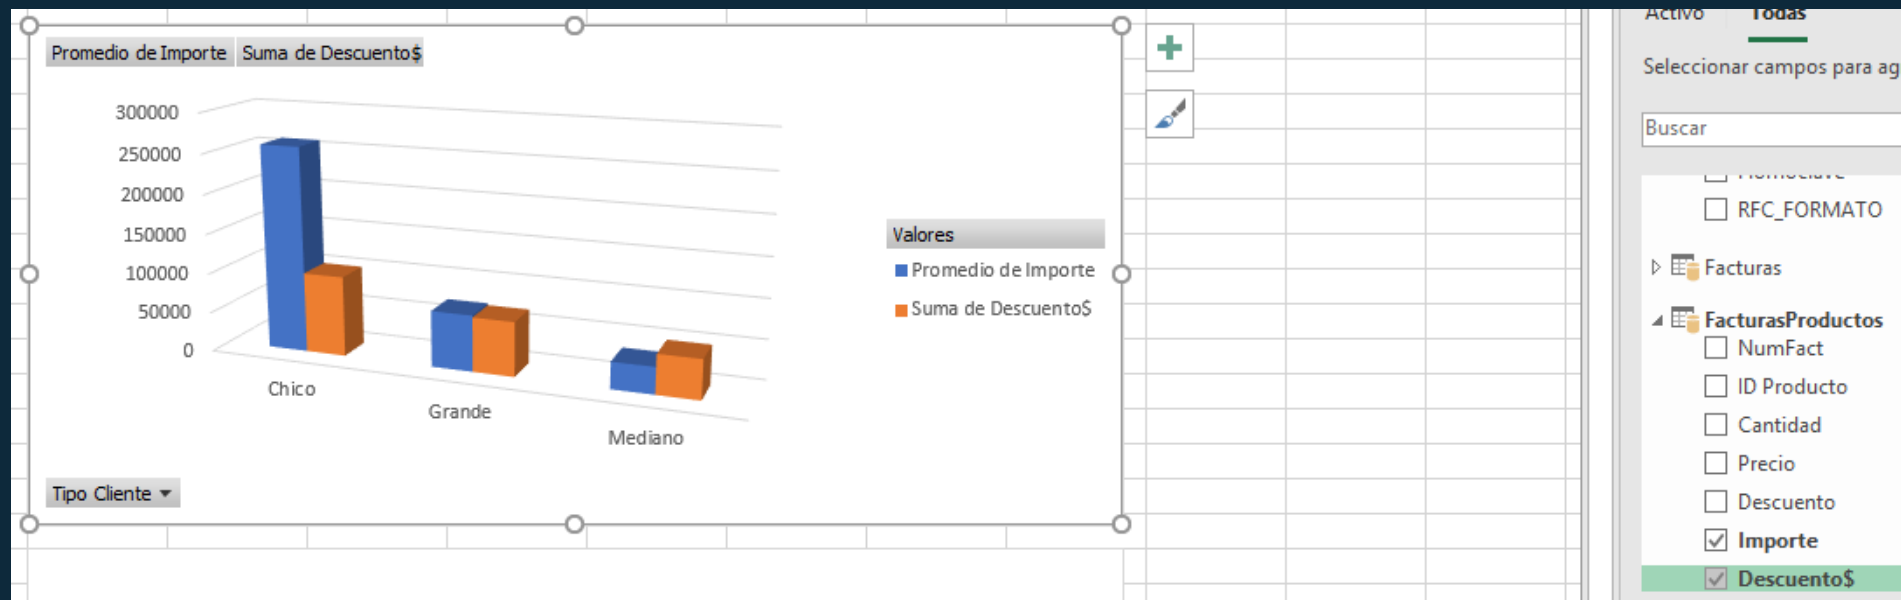 Promedio de Importe Suma de Descuento$
300000
250000
200000
150000
100000
50000
0
Chico
Grande
Mediano
Valores
Promedio de Importe
Suma de Descuento$
Tipo Cliente
Activo Todas
Seleccionar campos para ag
Buscar
RFC_FORMATO
Facturas
FacturasProductos
NumFact
ID Producto
Cantidad
Precio
Descuento
Importe
Descuento$